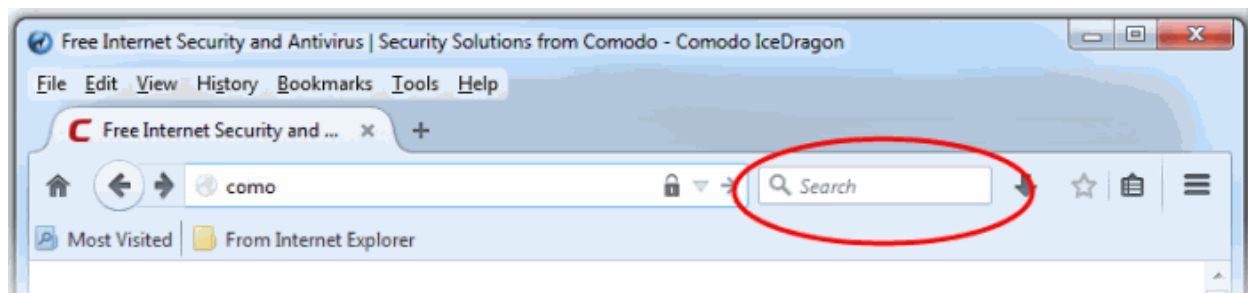 Free Internet Security and Antivirus | Security Solutions from Comodo - Comodo IceDragon
File Edit View History Bookmarks Tools Help
Free Internet Security and ...
como Search
Most Visited From Internet Explorer